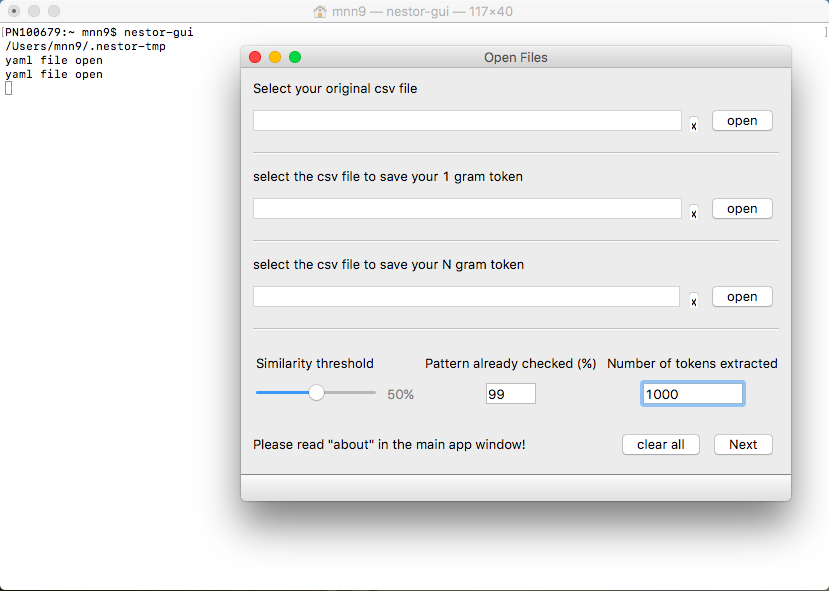 mnn9 — nestor-gui — 117×40
[PN100679:~ mnn9$ nestor-gui ]
/Users/mnn9/.nestor-tmp
yaml file open
yaml file open
Open Files
Select your original csv file
x open
select the csv file to save your 1 gram token
x open
select the csv file to save your N gram token
x open
Similarity threshold Pattern already checked (%) Number of tokens extracted
50% 99 1000
Please read "about" in the main app window! clear all Next